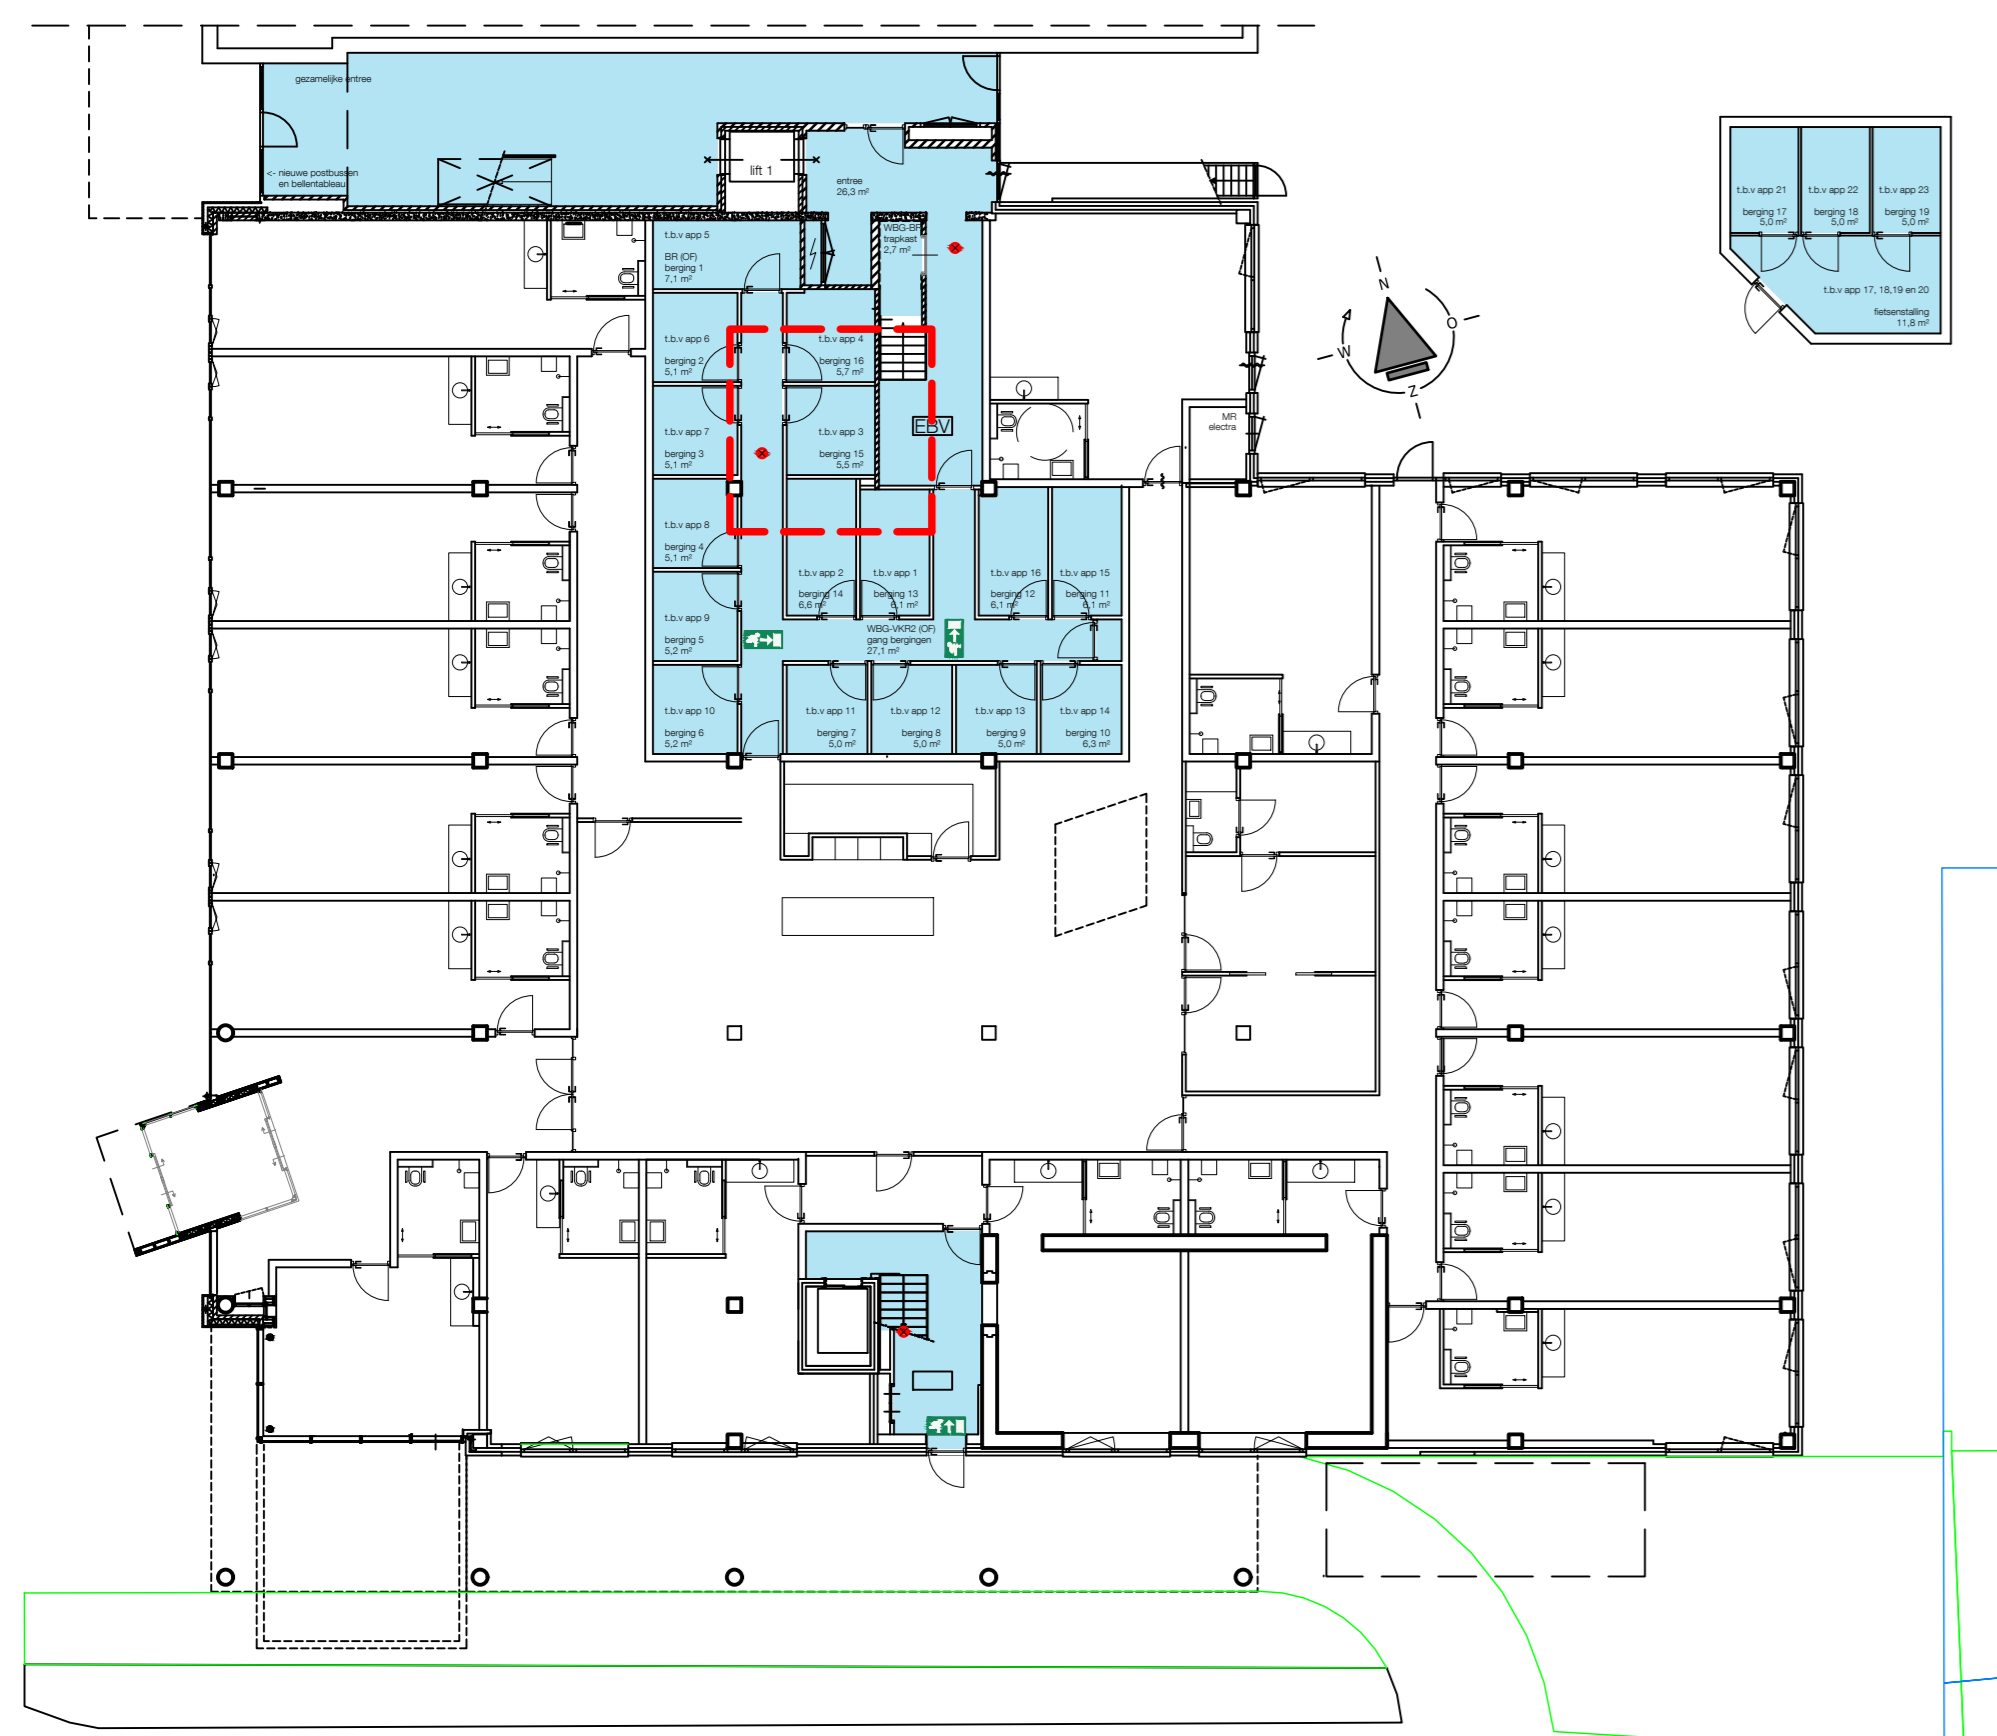 gezamelijke entree
<- nieuwe postbussen
en bellentableau
lift 1
entree
26,3 m²
WBG-BF
trapkast
2,7 m²
t.b.v app 5
BR (OF)
berging 1
7,1 m²
t.b.v app 6
berging 2
5,1 m²
t.b.v app 4
berging 16
5,7 m²
t.b.v app 7
berging 3
5,1 m²
t.b.v app 3
berging 15
5,5 m²
EBV
t.b.v app 8
berging 4
5,1 m²
t.b.v app 2
berging 14
6,6 m²
t.b.v app 1
berging 13
6,1 m²
t.b.v app 16
berging 12
6,1 m²
t.b.v app 15
berging 11
6,1 m²
t.b.v app 9
berging 5
5,2 m²
WBG-VKR2 (OF)
gang bergingen
27,1 m²
t.b.v app 10
berging 6
5,2 m²
t.b.v app 11
berging 7
5,0 m²
t.b.v app 12
berging 8
5,0 m²
t.b.v app 13
berging 9
5,0 m²
t.b.v app 14
berging 10
6,3 m²
MR
electra
N
O
W
Z
t.b.v app 21
berging 17
5,0 m²
t.b.v app 22
berging 18
5,0 m²
t.b.v app 23
berging 19
5,0 m²
t.b.v app 17, 18,19 en 20
fietsenstalling
11,8 m²